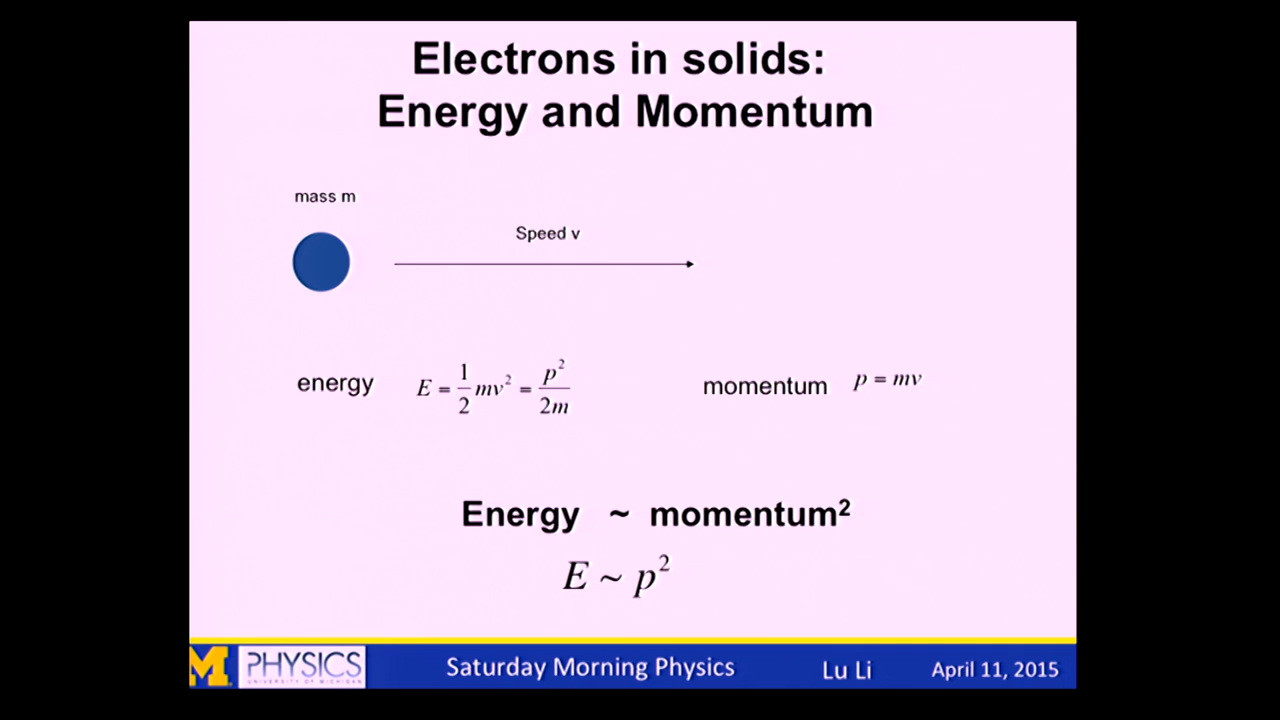 Electrons in solids:
Energy and Momentum
mass m
Speed v
energy E = 1/2 mv² = p²/2m momentum p = mv
Energy ~ momentum²
E ~ p²
M PHYSICS
UNIVERSITY OF MICHIGAN
Saturday Morning Physics Lu Li April 11, 2015